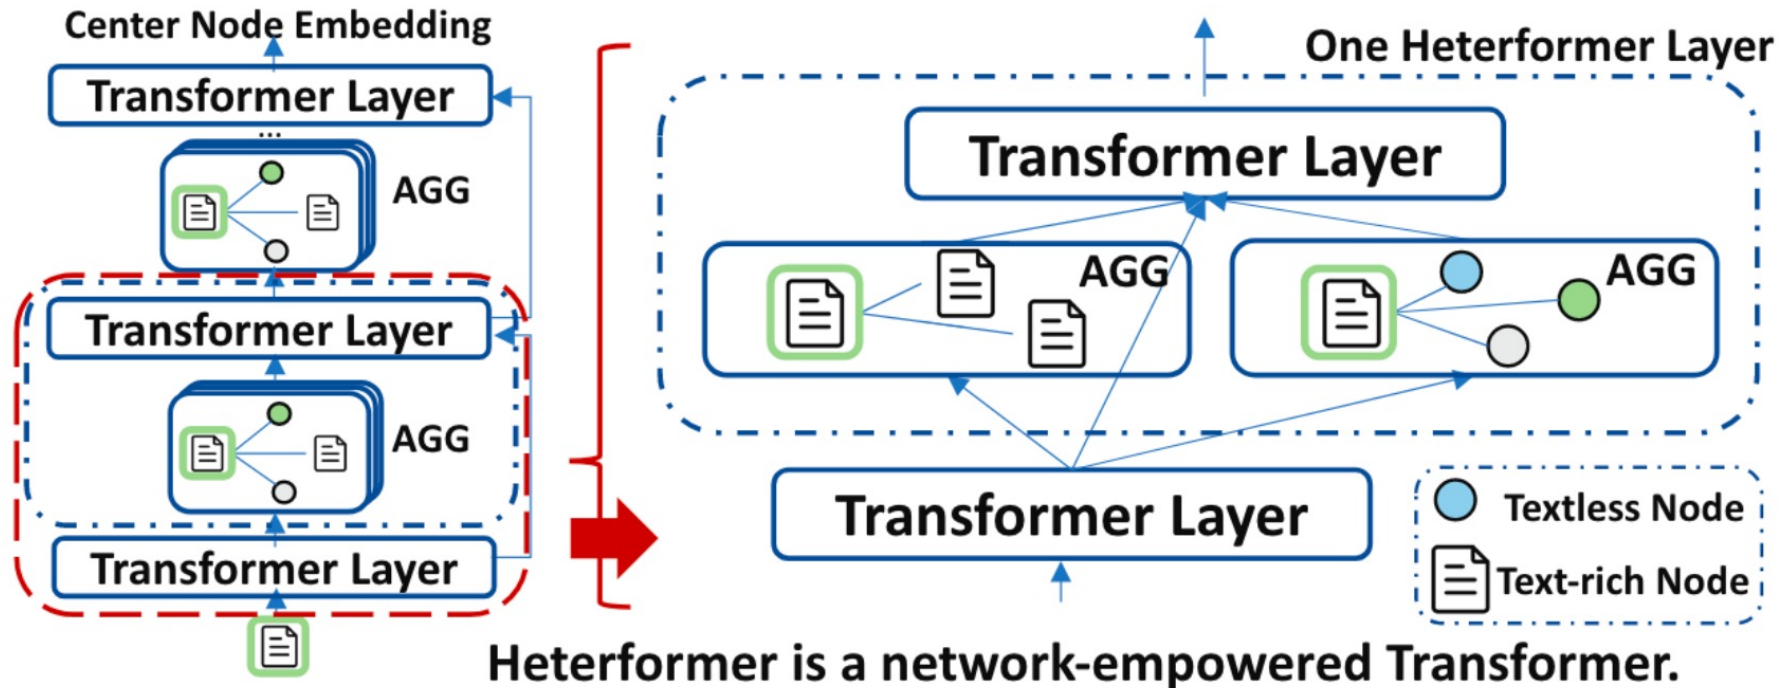 Center Node Embedding
Transformer Layer
...
AGG
Transformer Layer
AGG
Transformer Layer
One Heterformer Layer
Transformer Layer
AGG
AGG
Transformer Layer
Textless Node
Text-rich Node
Heterformer is a network-empowered Transformer.